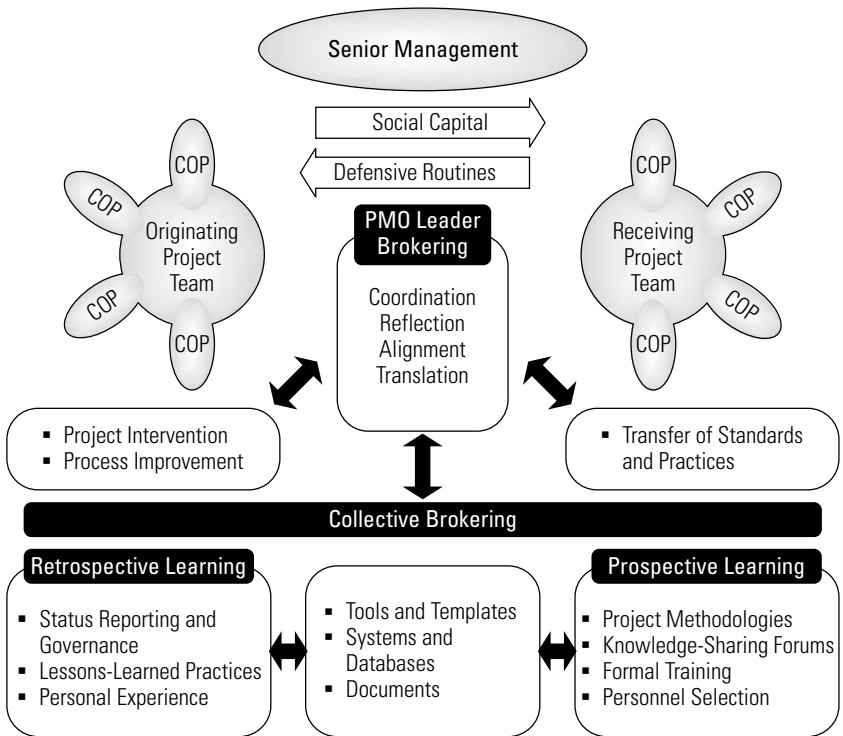 Senior Management
Social Capital
Defensive Routines
COP
COP
COP
COP
Originating
Project
Team
PMO Leader
Brokering
Coordination
Reflection
Alignment
Translation
COP
COP
COP
COP
Receiving
Project
Team
▪ Project Intervention
▪ Process Improvement
▪ Transfer of Standards
and Practices
Collective Brokering
Retrospective Learning
▪ Status Reporting and
Governance
▪ Lessons-Learned Practices
▪ Personal Experience
▪ Tools and Templates
▪ Systems and
Databases
▪ Documents
Prospective Learning
▪ Project Methodologies
▪ Knowledge-Sharing Forums
▪ Formal Training
▪ Personnel Selection